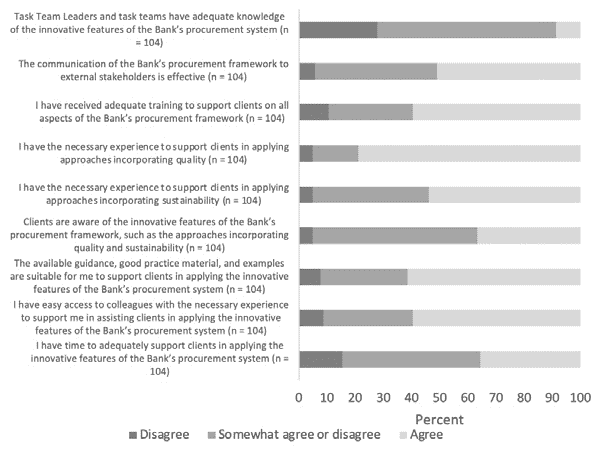 Task Team Leaders and task teams have adequate knowledge
of the innovative features of the Bank's procurement system (n
= 104)
The communication of the Bank's procurement framework to
external stakeholders is effective (n = 104)
I have received adequate training to support clients on all
aspects of the Bank's procurement framework (n = 104)
I have the necessary experience to support clients in applying
approaches incorporating quality (n = 104)
I have the necessary experience to support clients in applying
approaches incorporating sustainability (n = 104)
Clients are aware of the innovative features of the Bank's
procurement framework, such as the approaches incorporating
quality and sustainability (n = 104)
The available guidance, good practice material, and examples
are suitable for me to support clients in applying the innovative
features of the Bank's procurement system (n = 104)
I have easy access to colleagues with the necessary experience
to support me in assisting clients in applying the innovative
features of the Bank's procurement system (n = 104)
I have time to adequately support clients in applying the
innovative features of the Bank's procurement system (n =
104)
0 10 20 30 40 50 60 70 80 90 100
Percent
Disagree Somewhat agree or disagree Agree